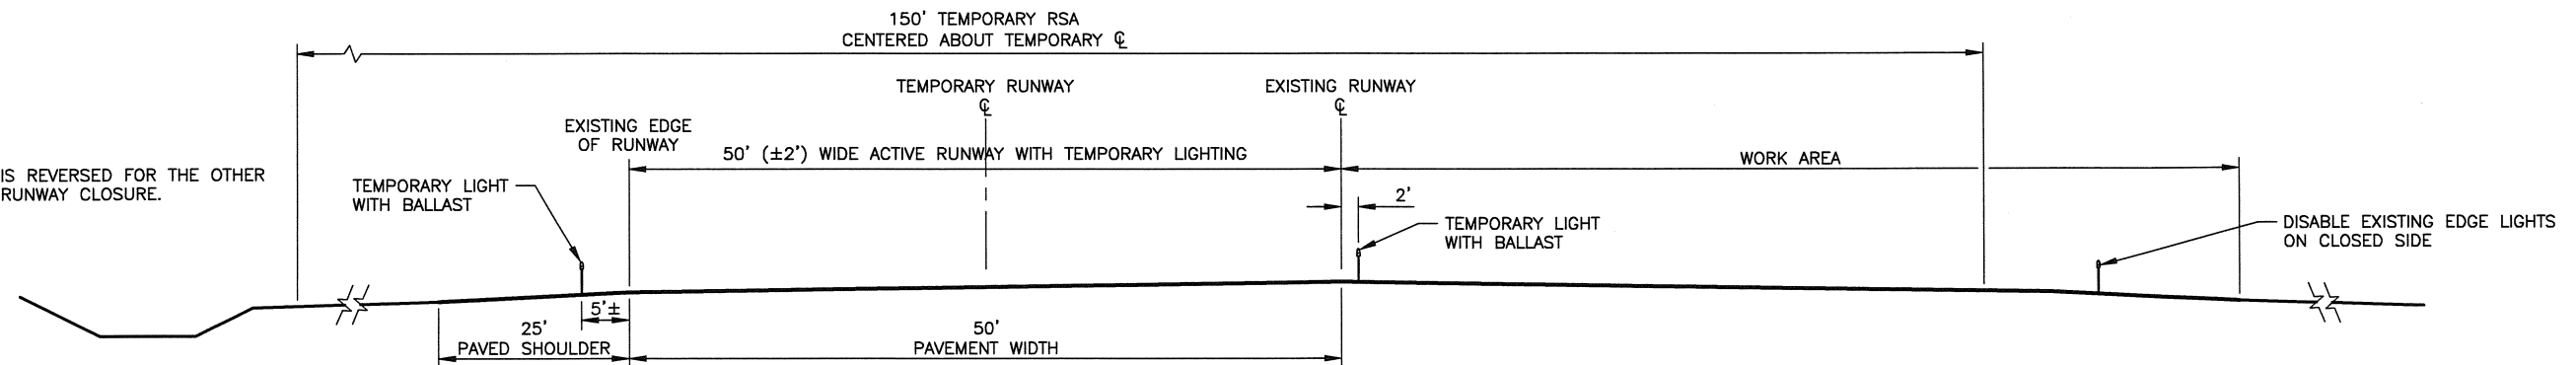 150' TEMPORARY RSA
CENTERED ABOUT TEMPORARY ℄
TEMPORARY RUNWAY
℄
EXISTING RUNWAY
℄
EXISTING EDGE
OF RUNWAY
50' (±2') WIDE ACTIVE RUNWAY WITH TEMPORARY LIGHTING
WORK AREA
IS REVERSED FOR THE OTHER
RUNWAY CLOSURE.
TEMPORARY LIGHT
WITH BALLAST
2'
TEMPORARY LIGHT
WITH BALLAST
DISABLE EXISTING EDGE LIGHTS
ON CLOSED SIDE
5'±
25'
PAVED SHOULDER
50'
PAVEMENT WIDTH